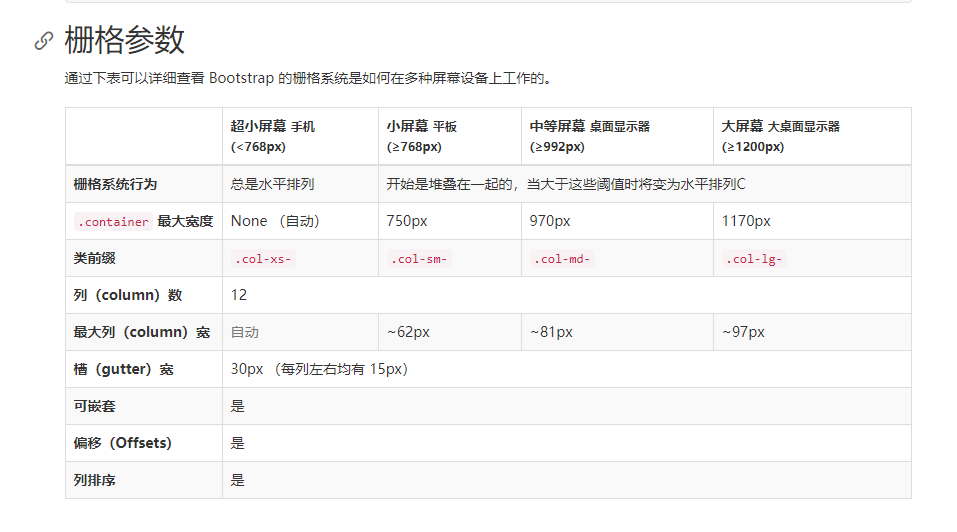 栅格参数
通过下表可以详细查看 Bootstrap 的栅格系统是如何在多种屏幕设备上工作的。
超小屏幕 手机 (<768px)
小屏幕 平板 (≥768px)
中等屏幕 桌面显示器 (≥992px)
大屏幕 大桌面显示器 (≥1200px)
栅格系统行为 总是水平排列 开始是堆叠在一起的，当大于这些阈值时将变为水平排列C
.container 最大宽度 None （自动） 750px 970px 1170px
类前缀 .col-xs- .col-sm- .col-md- .col-lg-
列（column）数 12
最大列（column）宽 自动 ~62px ~81px ~97px
槽（gutter）宽 30px （每列左右均有 15px）
可嵌套 是
偏移（Offsets） 是
列排序 是